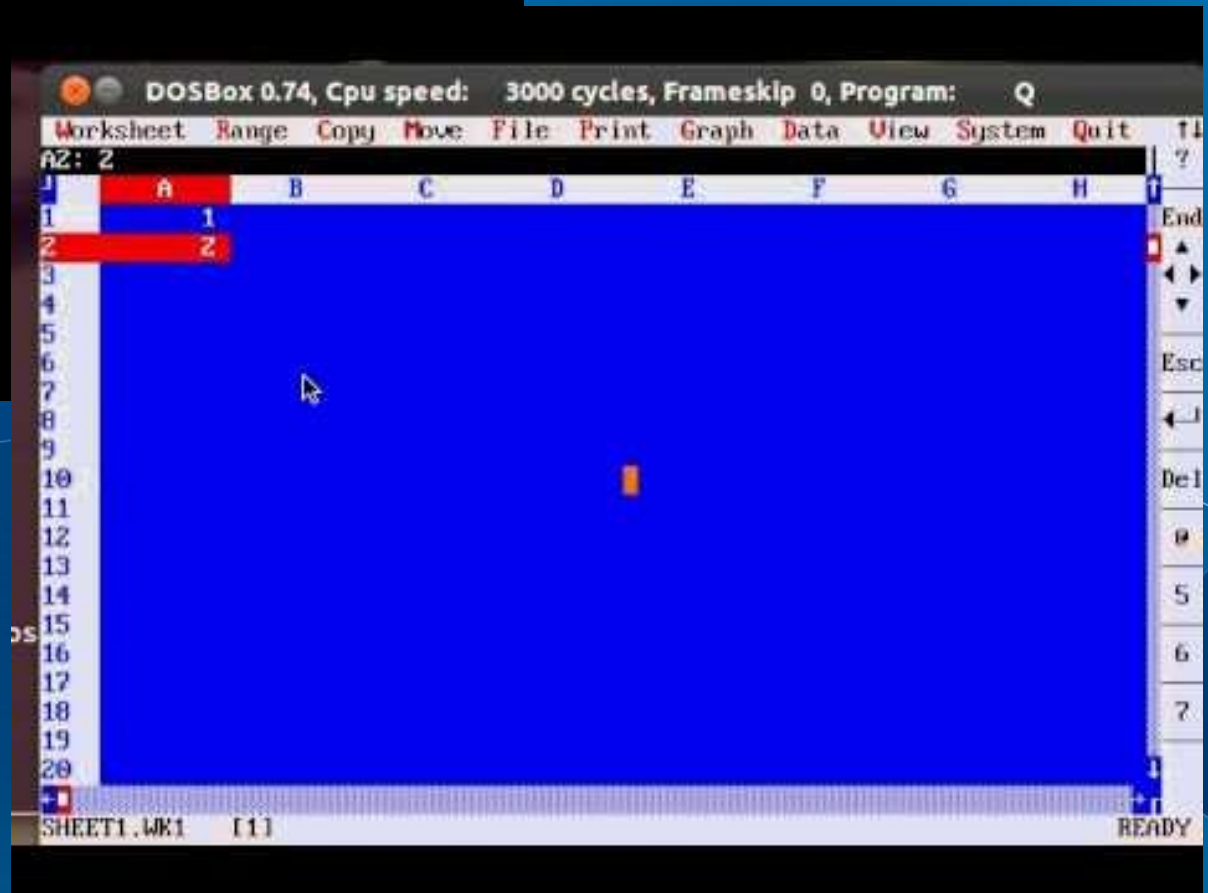 DOSBox 0.74, Cpu speed: 3000 cycles, Frameskip 0, Program: Q
Worksheet Range Copy Move File Print Graph Data View System Quit ↑↓
A2: 2 ?
A B C D E F G H
1 1 End
2 2
3
4
5
6 Esc
7
8
9
10 Del
11
12 @
13
14 5
15
16 6
17
18 7
19
20
SHEET1.WK1 [1] READY